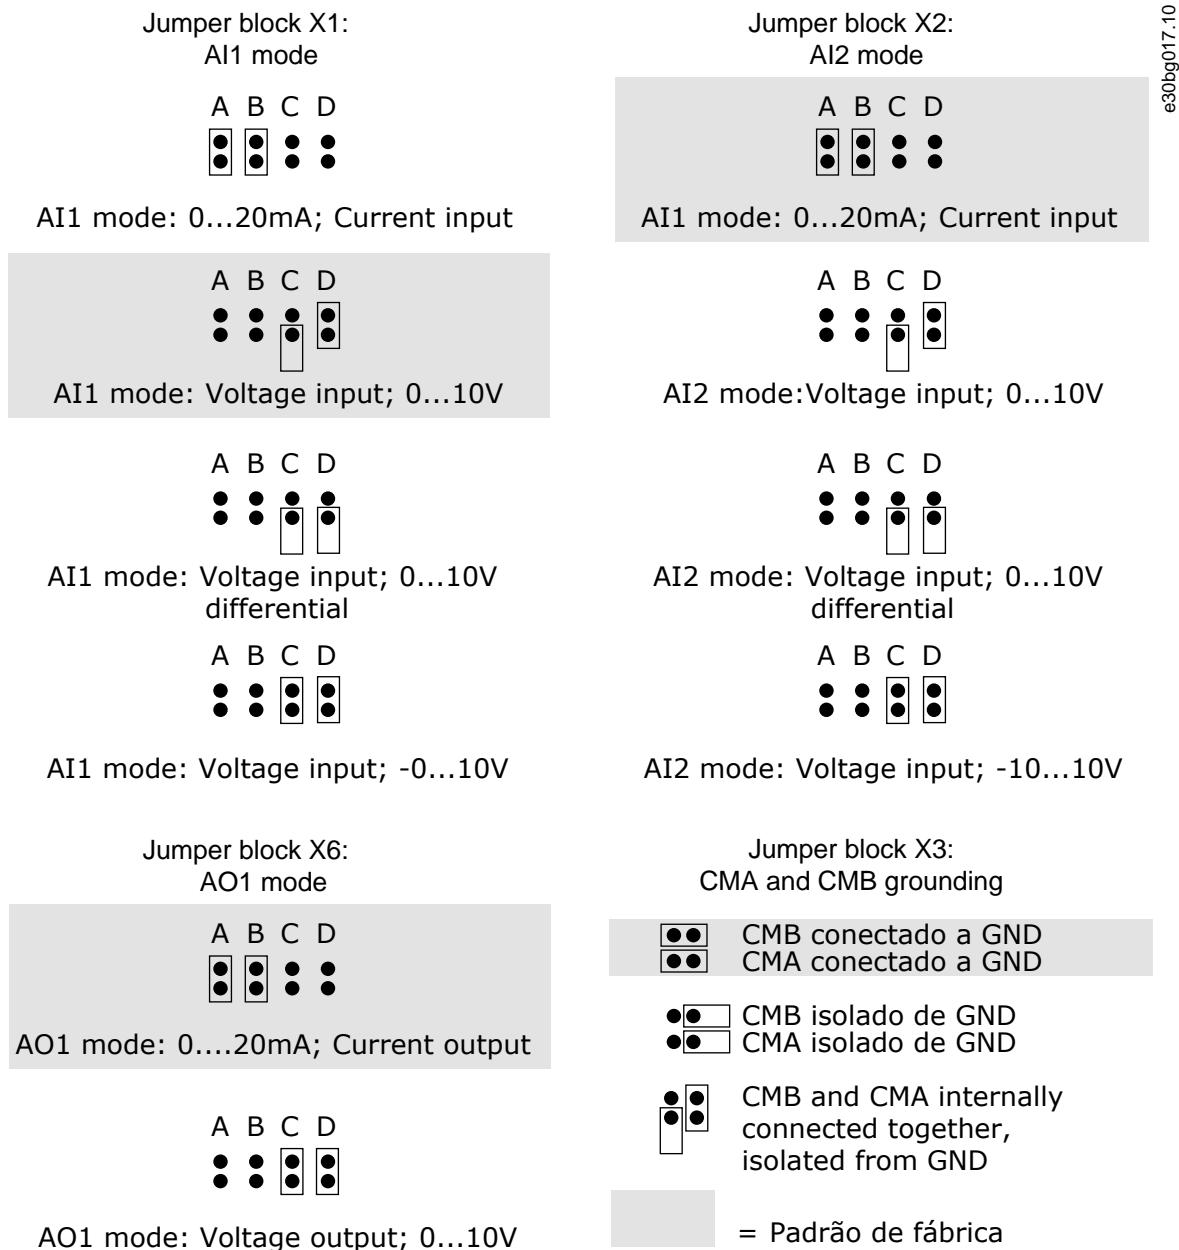 Jumper block X1:
AI1 mode
A B C D
AI1 mode: 0...20mA; Current input
A B C D
AI1 mode: Voltage input; 0...10V
A B C D
AI1 mode: Voltage input; 0...10V
differential
A B C D
AI1 mode: Voltage input; -0...10V
Jumper block X2:
AI2 mode
A B C D
AI1 mode: 0...20mA; Current input
A B C D
AI2 mode:Voltage input; 0...10V
A B C D
AI2 mode: Voltage input; 0...10V
differential
A B C D
AI2 mode: Voltage input; -10...10V
e30bg017.10
Jumper block X6:
AO1 mode
A B C D
AO1 mode: 0....20mA; Current output
A B C D
AO1 mode: Voltage output; 0...10V
Jumper block X3:
CMA and CMB grounding
CMB conectado a GND
CMA conectado a GND
CMB isolado de GND
CMA isolado de GND
CMB and CMA internally
connected together,
isolated from GND
= Padrão de fábrica